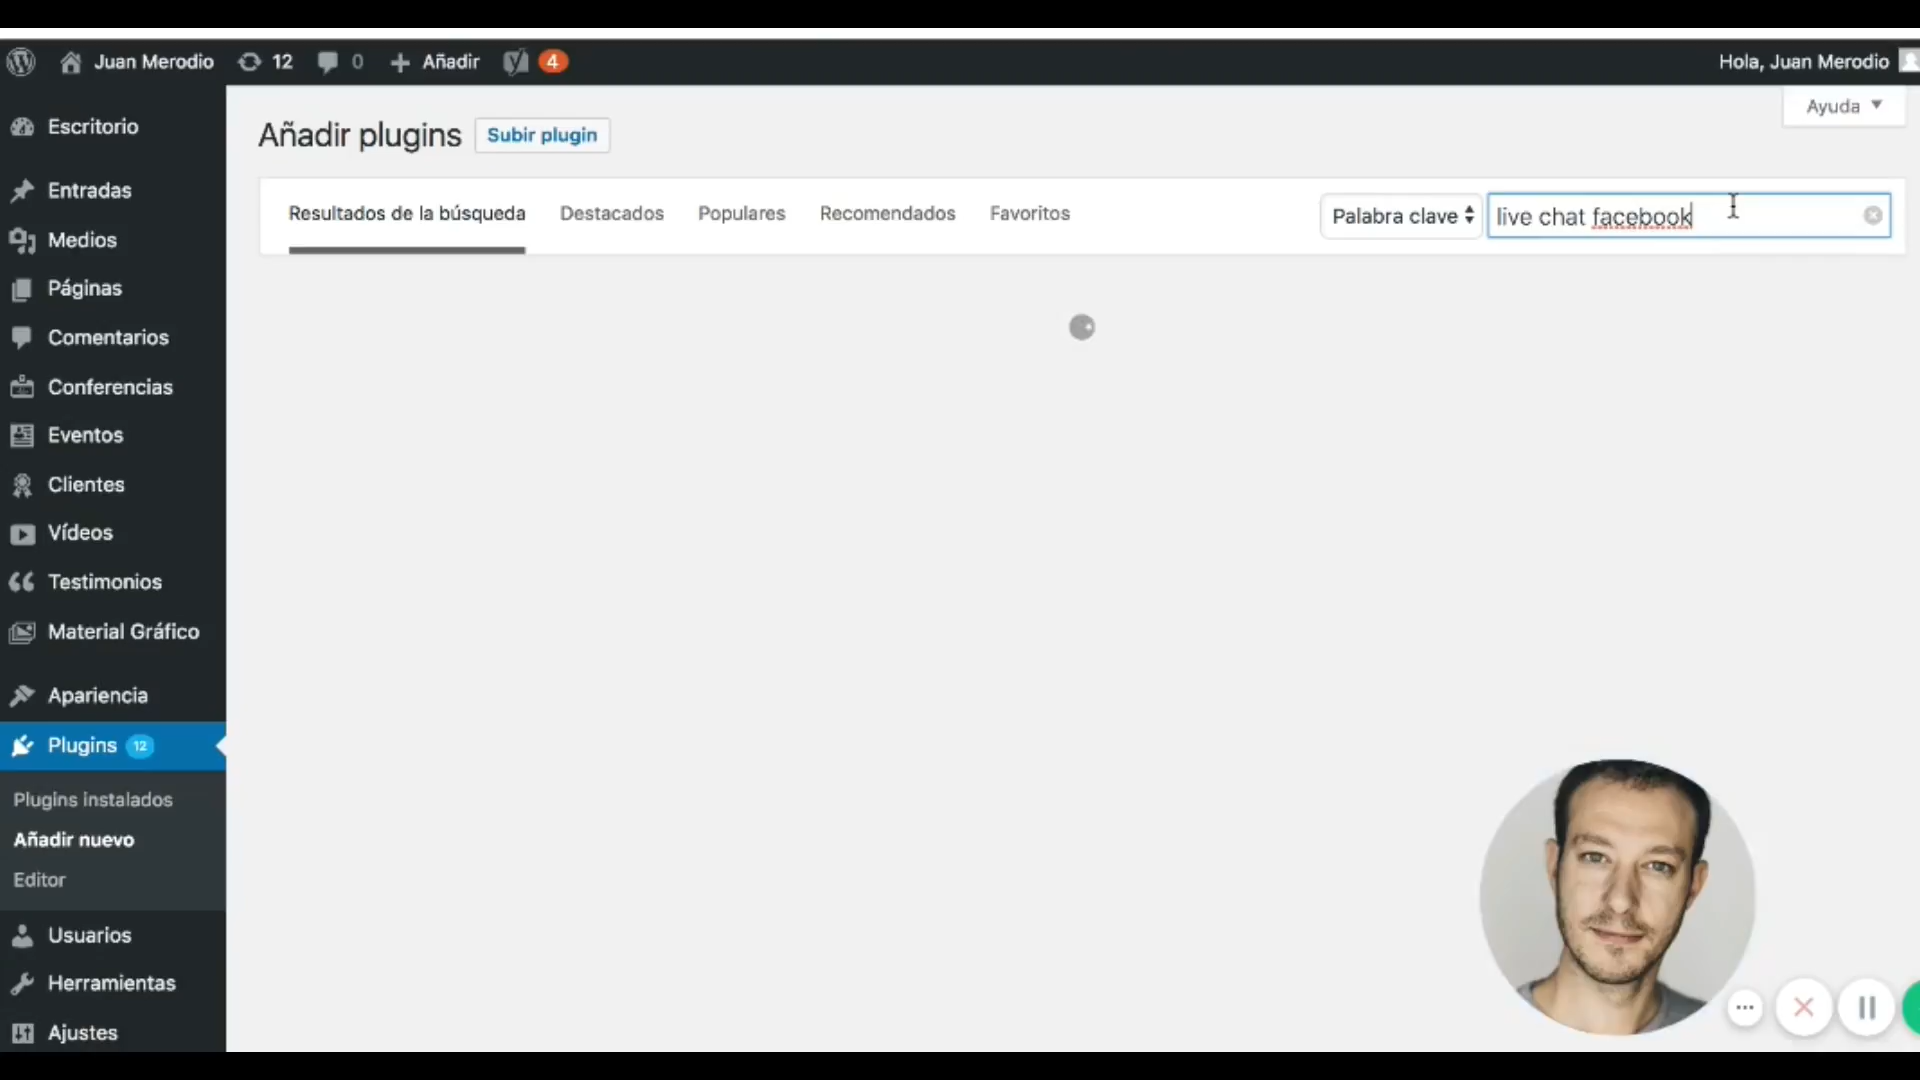 Juan Merodio 12 0 Añadir 4 Hola, Juan Merodio
Ayuda
Escritorio
Entradas
Medios
Páginas
Comentarios
Conferencias
Eventos
Clientes
Vídeos
Testimonios
Material Gráfico
Apariencia
Plugins 12
Plugins instalados
Añadir nuevo
Editor
Usuarios
Herramientas
Ajustes
Añadir plugins Subir plugin
Resultados de la búsqueda Destacados Populares Recomendados Favoritos Palabra clave live chat facebook